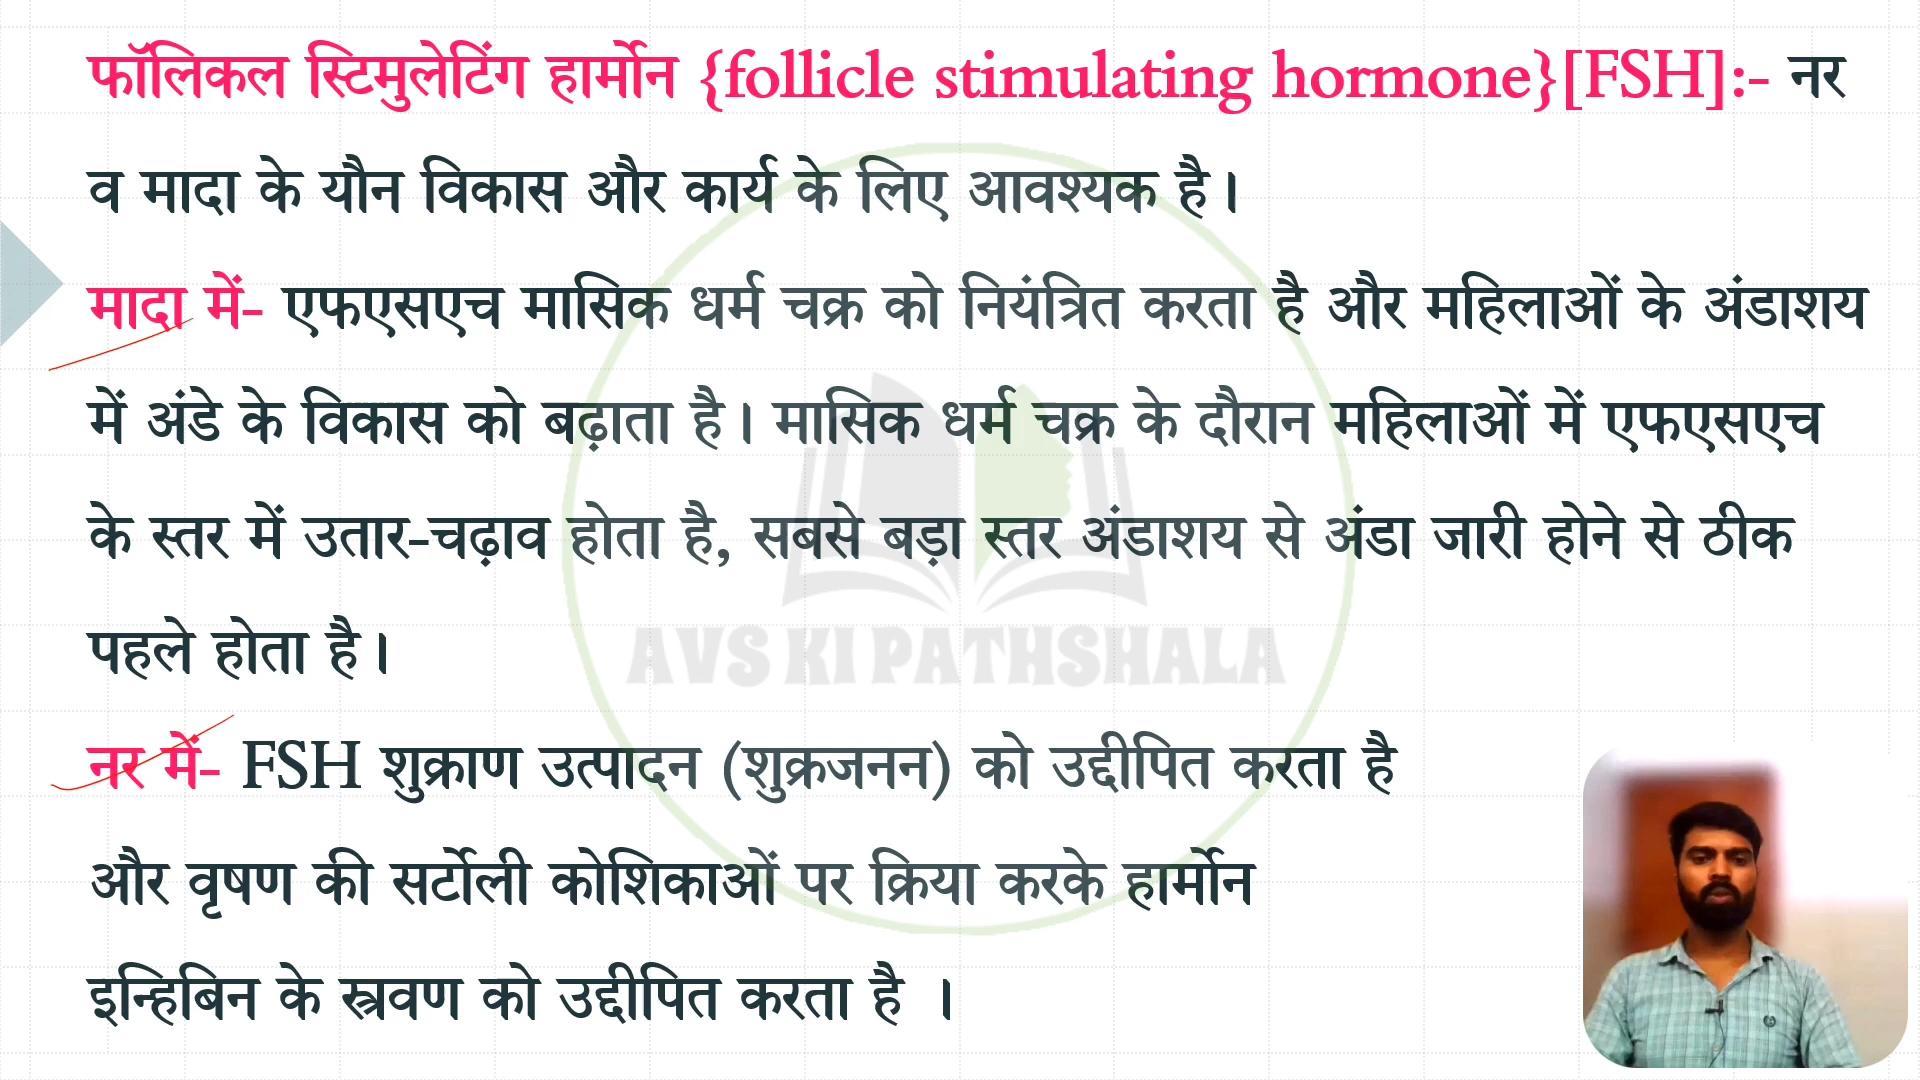 फॉलिकल स्टिमुलेटिंग हार्मोन {follicle stimulating hormone}[FSH]:- नर
व मादा के यौन विकास और कार्य के लिए आवश्यक है।
मादा में- एफएसएच मासिक धर्म चक्र को नियंत्रित करता है और महिलाओं के अंडाशय
में अंडे के विकास को बढ़ाता है। मासिक धर्म चक्र के दौरान महिलाओं में एफएसएच
के स्तर में उतार-चढ़ाव होता है, सबसे बड़ा स्तर अंडाशय से अंडा जारी होने से ठीक
पहले होता है।
AVS KI PATHSHALA
नर में- FSH शुक्राण उत्पादन (शुक्रजनन) को उद्दीपित करता है
और वृषण की सर्टोली कोशिकाओं पर क्रिया करके हार्मोन
इन्हिबिन के स्त्रवण को उद्दीपित करता है ।